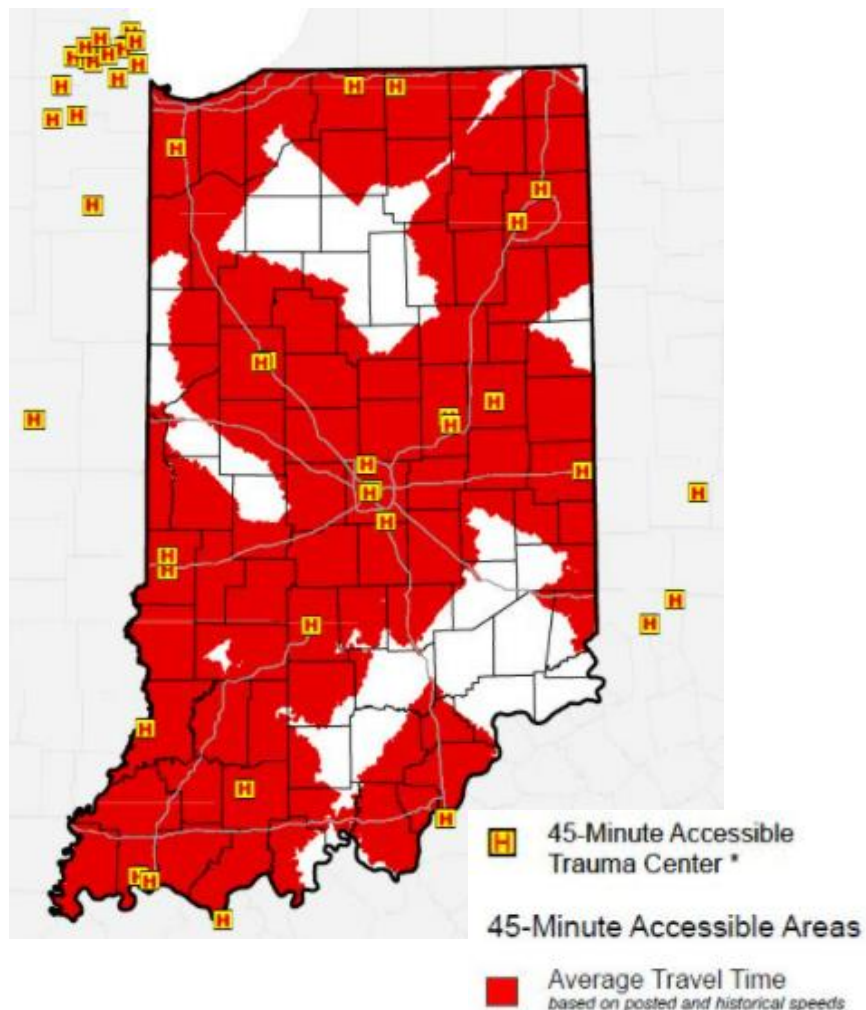 45-Minute Accessible
Trauma Center *
45-Minute Accessible Areas
Average Travel Time
based on posted and historical speeds